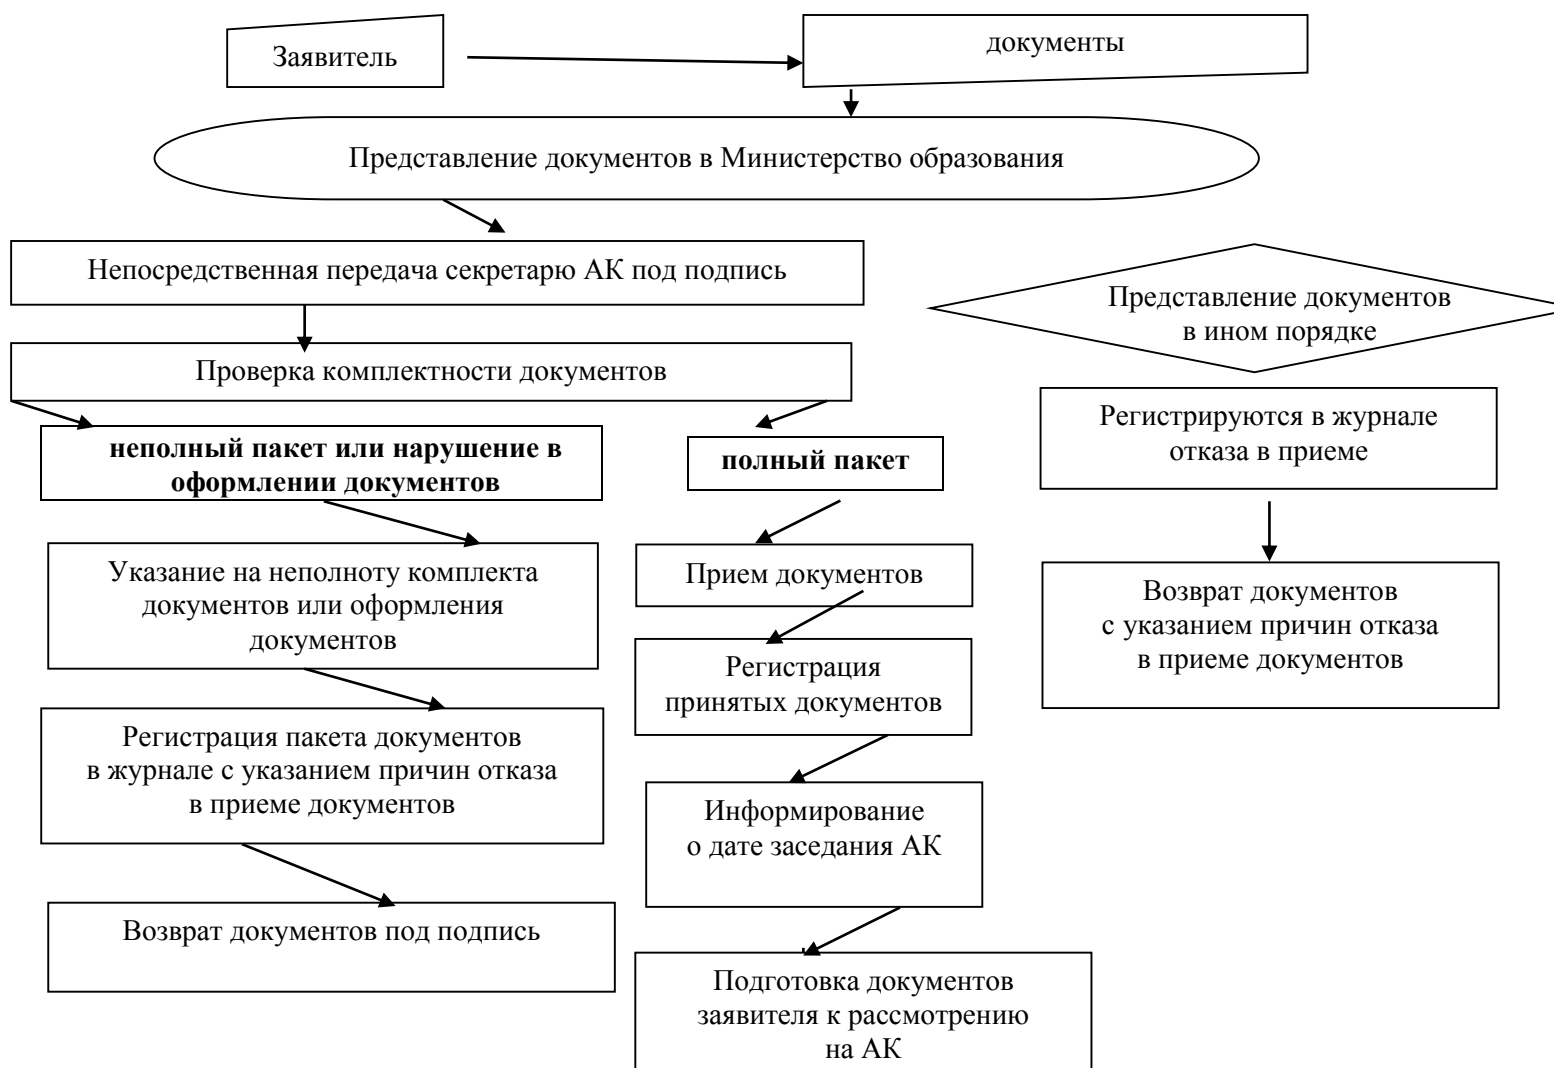 Заявитель
документы
Представление документов в Министерство образования
Непосредственная передача секретарю АК под подпись
Представление документов
в ином порядке
Проверка комплектности документов
Регистрируются в журнале
отказа в приеме
неполный пакет или нарушение в
оформлении документов
полный пакет
Указание на неполноту комплекта
документов или оформления
документов
Прием документов
Возврат документов
с указанием причин отказа
в приеме документов
Регистрация
принятых документов
Регистрация пакета документов
в журнале с указанием причин отказа
в приеме документов
Информирование
о дате заседания АК
Возврат документов под подпись
Подготовка документов
заявителя к рассмотрению
на АК